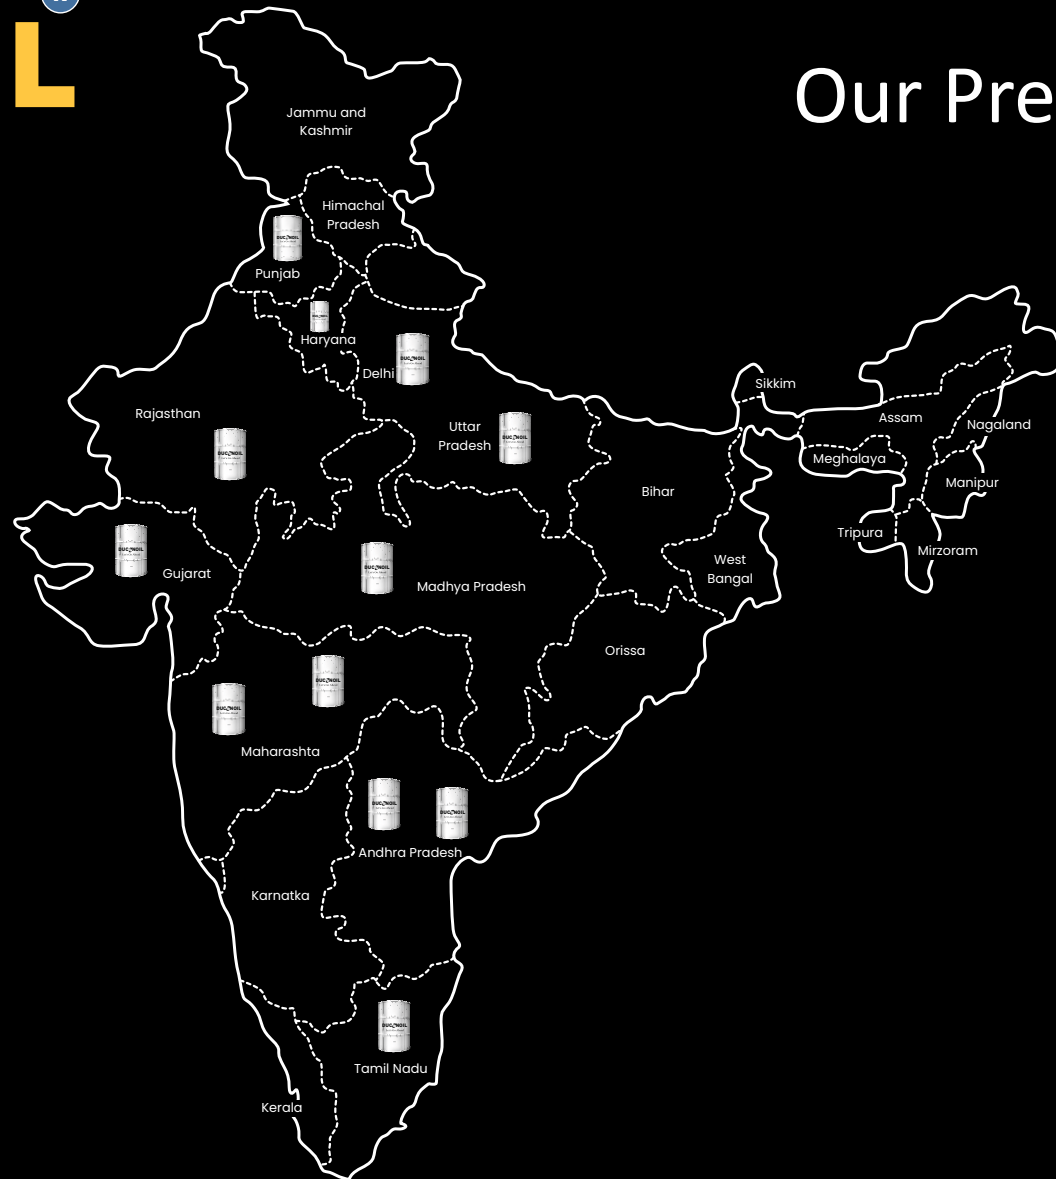 L
Our Pre
Jammu and
Kashmir
Himachal
Pradesh
Punjab
Haryana
Delhi
Rajasthan
Uttar
Pradesh
Sikkim
Assam
Nagaland
Meghalaya
Bihar
Manipur
Tripura
Mirzoram
West
Bangal
Gujarat
Madhya Pradesh
Orissa
Maharashta
Andhra Pradesh
Karnatka
Tamil Nadu
Kerala